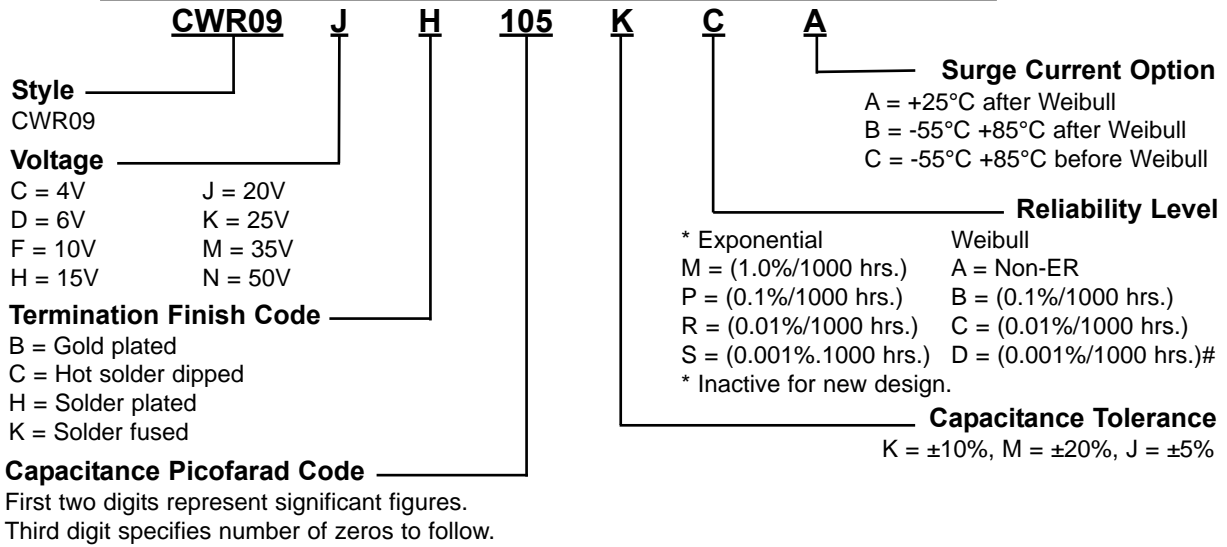 CWR09 J H 105 K C A
Style
CWR09
Voltage
C = 4V J = 20V
D = 6V K = 25V
F = 10V M = 35V
H = 15V N = 50V
Termination Finish Code
B = Gold plated
C = Hot solder dipped
H = Solder plated
K = Solder fused
Capacitance Picofarad Code
First two digits represent significant figures.
Third digit specifies number of zeros to follow.
Surge Current Option
A = +25°C after Weibull
B = -55°C +85°C after Weibull
C = -55°C +85°C before Weibull
Reliability Level
* Exponential Weibull
M = (1.0%/1000 hrs.) A = Non-ER
P = (0.1%/1000 hrs.) B = (0.1%/1000 hrs.)
R = (0.01%/1000 hrs.) C = (0.01%/1000 hrs.)
S = (0.001%.1000 hrs.) D = (0.001%/1000 hrs.)#
* Inactive for new design.
Capacitance Tolerance
K = ±10%, M = ±20%, J = ±5%